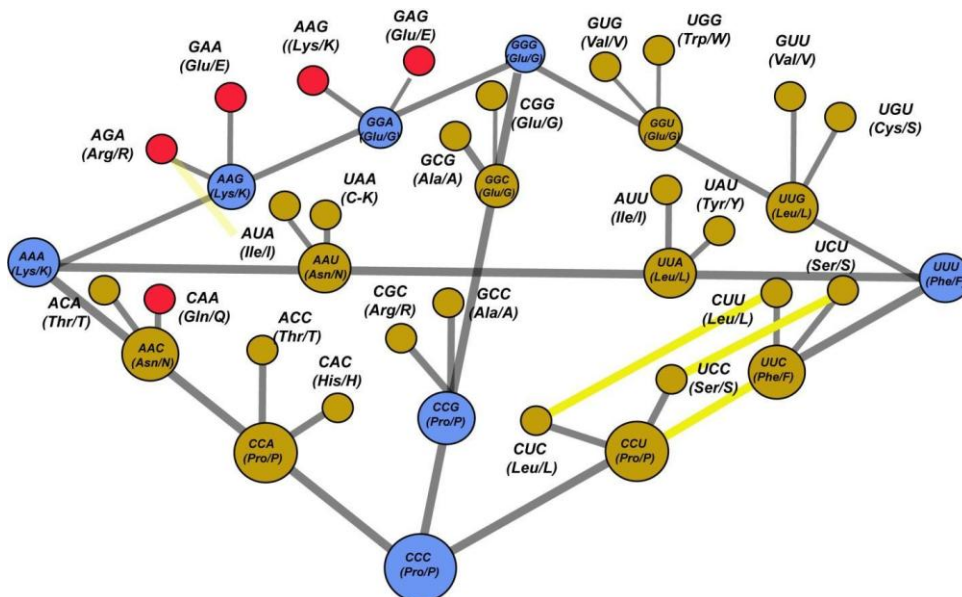 GAG
(Glu/E)
AAG
((Lys/K)
GAA
(Glu/E)
GGG
(Glu/G)
GUG
(Val/V)
UGG
(Trp/W)
GUU
(Val/V)
UGU
(Cys/S)
AGA
(Arg/R)
GGA
(Glu/G)
CGG
(Glu/G)
GCG
(Ala/A)
GGU
(Glu/G)
AAG
(Lys/K)
UAA
(C-K)
GGC
(Glu/G)
AUU
(Ile/I)
UAU
(Tyr/Y)
UUG
(Leu/L)
AUA
(Ile/I)
AAA
(Lys/K)
AAU
(Asn/N)
UUA
(Leu/L)
UCU
(Ser/S)
UUU
(Phe/F)
ACA
(Thr/T)
CAA
(Gln/Q)
CGC
(Arg/R)
GCC
(Ala/A)
CUU
(Leu/L)
AAC
(Asn/N)
ACC
(Thr/T)
CAC
(His/H)
UCC
(Ser/S)
UUC
(Phe/F)
CCG
(Pro/P)
CCA
(Pro/P)
CUC
(Leu/L)
CCU
(Pro/P)
CCC
(Pro/P)